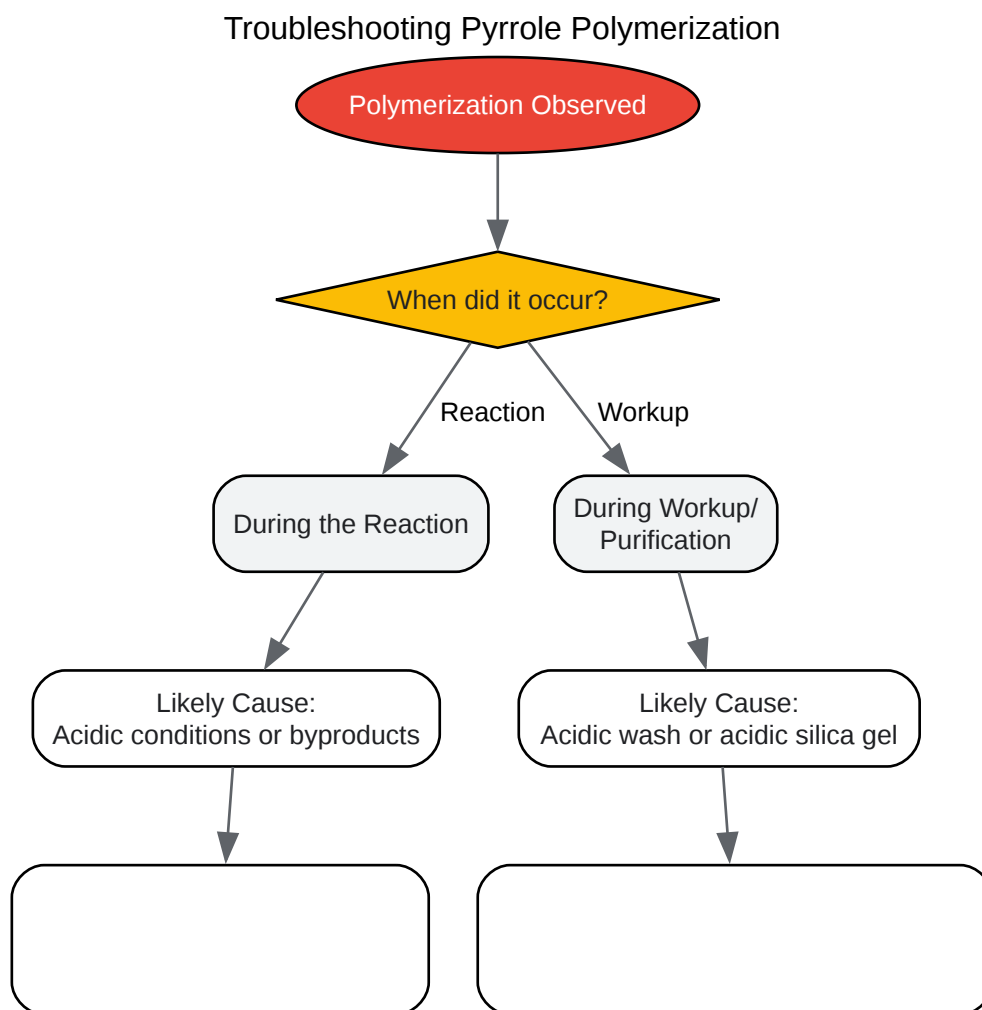 Troubleshooting Pyrrole Polymerization
Polymerization Observed
When did it occur?
Reaction
Workup
During the Reaction
During Workup/
Purification
Likely Cause:
Acidic conditions or byproducts
Likely Cause:
Acidic wash or acidic silica gel